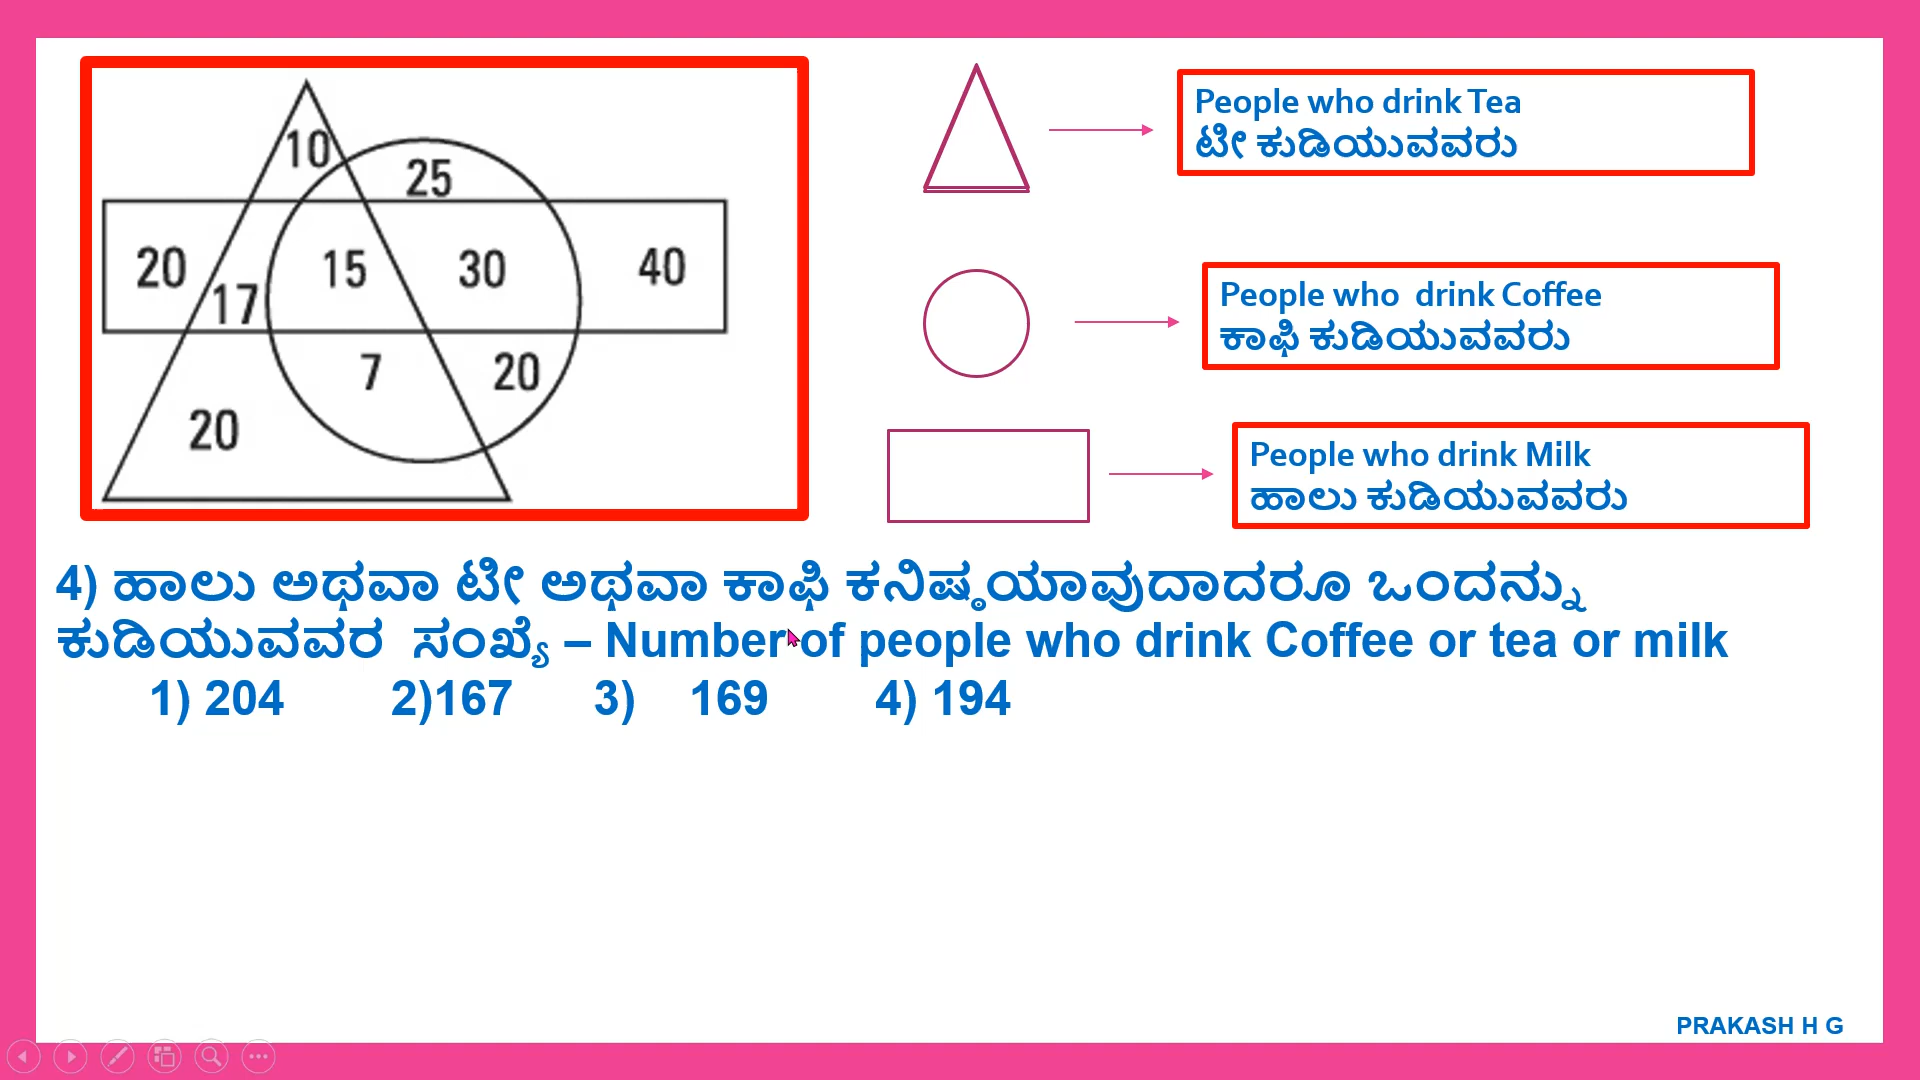 10
25
20
15
30
40
17
7
20
20
People who drink Tea
ಟೀ ಕುಡಿಯುವವರು
People who drink Coffee
ಕಾಫಿ ಕುಡಿಯುವವರು
People who drink Milk
ಹಾಲು ಕುಡಿಯುವವರು
4) ಹಾಲು ಅಥವಾ ಟೀ ಅಥವಾ ಕಾಫಿ ಕನಿಷ್ಠಯಾವುದಾದರೂ ಒಂದನ್ನು
ಕುಡಿಯುವವರ ಸಂಖ್ಯೆ – Number of people who drink Coffee or tea or milk
1) 204 2)167 3) 169 4) 194
PRAKASH H G